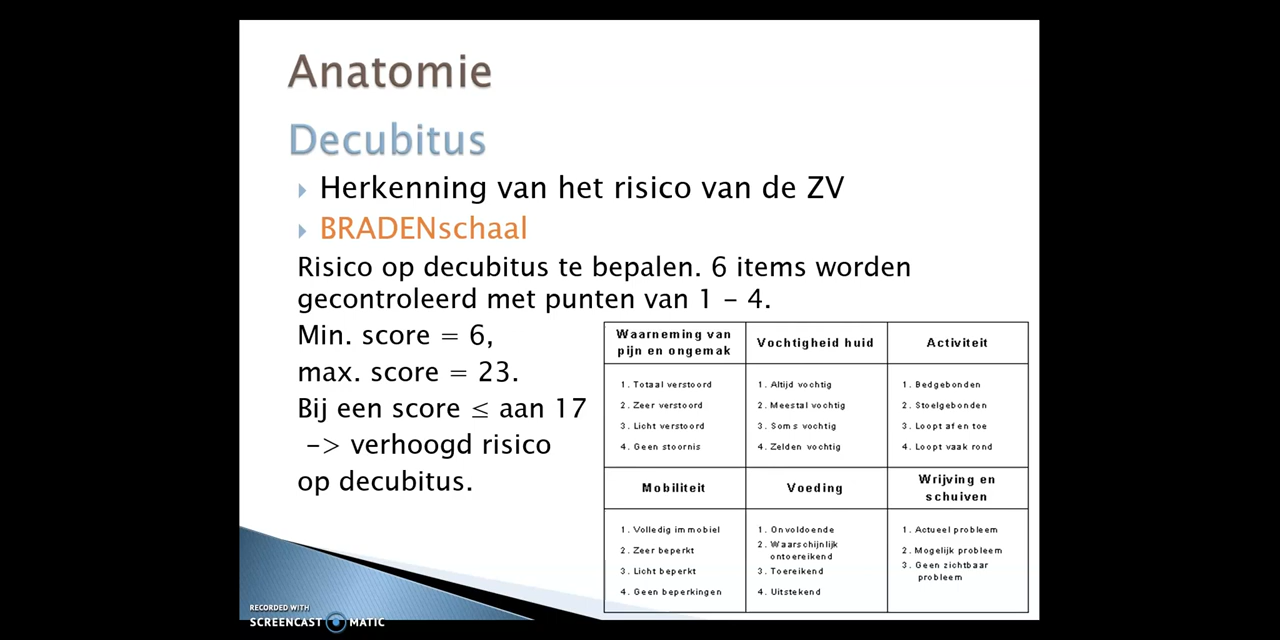 Anatomie
Decubitus
Herkenning van het risico van de ZV
BRADENschaal
Risico op decubitus te bepalen. 6 items worden
gecontroleerd met punten van 1 - 4.
Min. score = 6,
max. score = 23.
Bij een score ≤ aan 17
-> verhoogd risico
op decubitus.
Waarneming van
pijn en ongemak
1. Totaal verstoord
2. Zeer verstoord
3. Licht verstoord
4. Geen stoornis
Vochtigheid huid
1. Altijd vochtig
2. Meestal vochtig
3. Soms vochtig
4. Zelden vochtig
Activiteit
1. Bedgebonden
2. Stoelgebonden
3. Loopt af en toe
4. Loopt vaak rond
Mobiliteit
1. Volledig immobiel
2. Zeer beperkt
3. Licht beperkt
4. Geen beperkingen
Voeding
1. Onvoldoende
2. Waarschijnlijk
ontoereikend
3. Toereikend
4. Uitstekend
Wrijving en
schuiven
1. Actueel probleem
2. Mogelijk probleem
3. Geen zichtbaar
probleem
RECORDED WITH
SCREENCAST MATIC